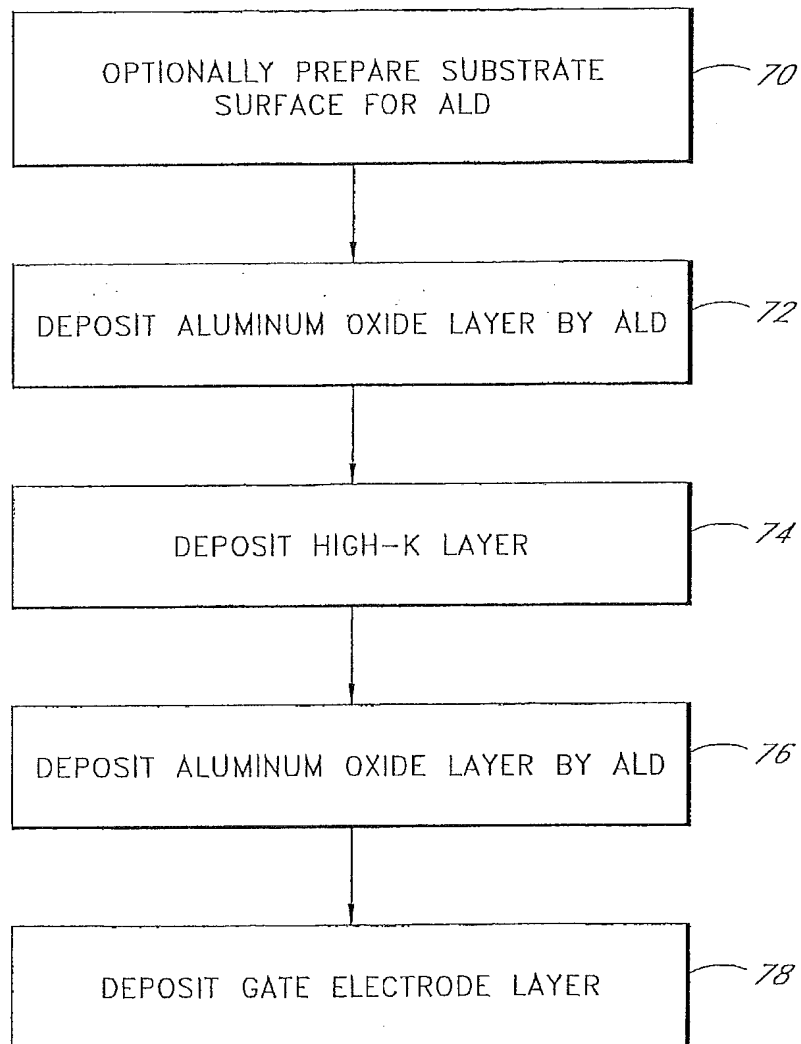 OPTIONALLY PREPARE SUBSTRATE
SURFACE FOR ALD
70
DEPOSIT ALUMINUM OXIDE LAYER BY ALD
72
DEPOSIT HIGH-K LAYER
74
DEPOSIT ALUMINUM OXIDE LAYER BY ALD
76
DEPOSIT GATE ELECTRODE LAYER
78